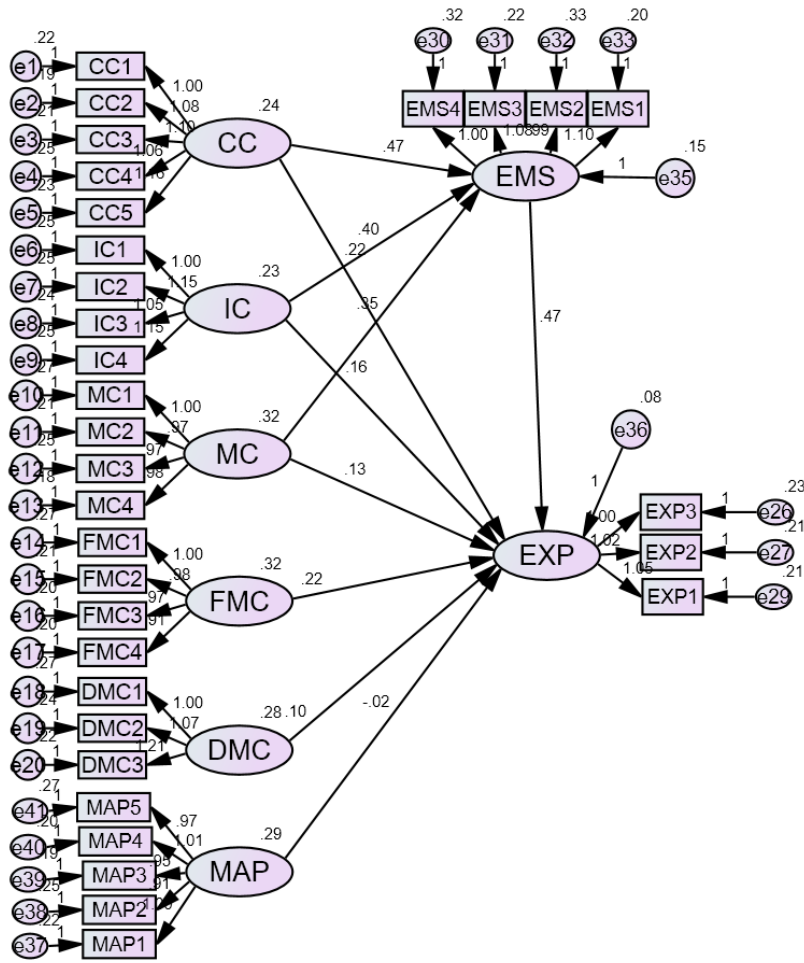 .32 .22 .33 .20
e30 e31 e32 e33
1 1 1 1
EMS4 EMS3 EMS2 EMS1
1.00 1.08 .99 1.10
EMS
1
e35
.15
.22
e1 1 CC1
.19
e2 1 CC2
.21
e3 1 CC3
.25
e4 1 CC4
.23
e5 1 CC5
1.00
1.08
1.10
1.06
1.16
CC
.24
.47
.22
.25
e6 1 IC1
.25
e7 1 IC2
.24
e8 1 IC3
.25
e9 1 IC4
1.00
1.15
1.05
1.15
IC
.23
.40
.16
.27
e10 1 MC1
.21
e11 1 MC2
.25
e12 1 MC3
.18
e13 1 MC4
1.00
.97
.97
.98
MC
.32
.35
.13
.47
.27
e14 1 FMC1
.21
e15 1 FMC2
.20
e16 1 FMC3
.20
e17 1 FMC4
1.00
.98
.97
.91
FMC
.32
.22
.08
e36
1
EXP
1.00
1.02
1.05
EXP3 1 e26
.23
EXP2 1 e27
.21
EXP1 1 e29
.21
.27
e18 1 DMC1
.24
e19 1 DMC2
.22
e20 1 DMC3
1.00
1.07
1.21
DMC
.28
.10
.27
e41 1 MAP5
.20
e40 1 MAP4
.19
e39 1 MAP3
.25
e38 1 MAP2
.22
e37 1 MAP1
.97
1.01
.95
.91
MAP
.29
-.02